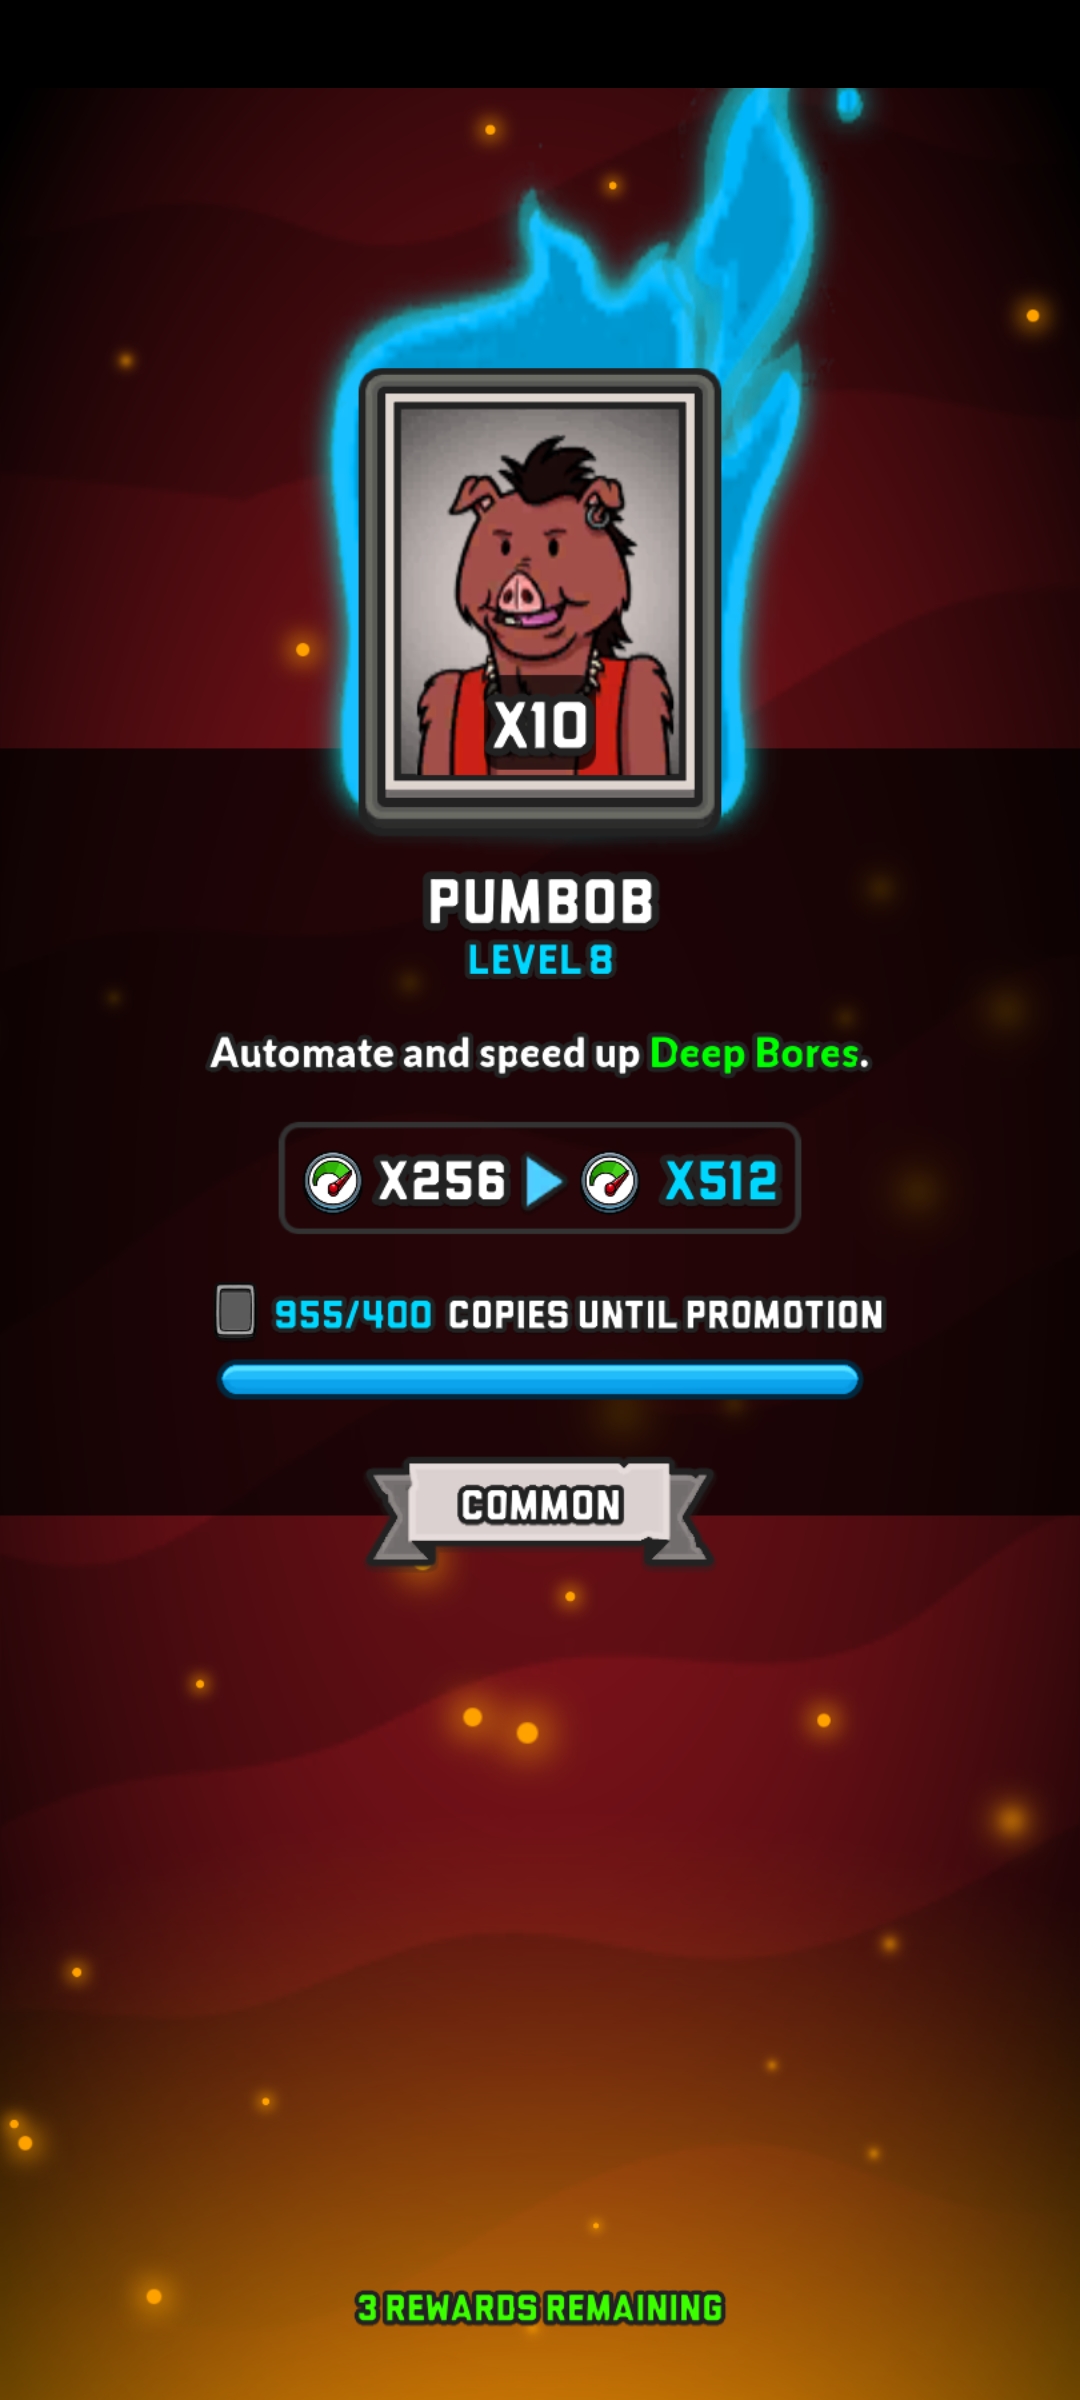 X10
PUMBOB
LEVEL 8
Automate and speed up Deep Bores.
X256 X512
955/400 COPIES UNTIL PROMOTION
COMMON
3 REWARDS REMAINING